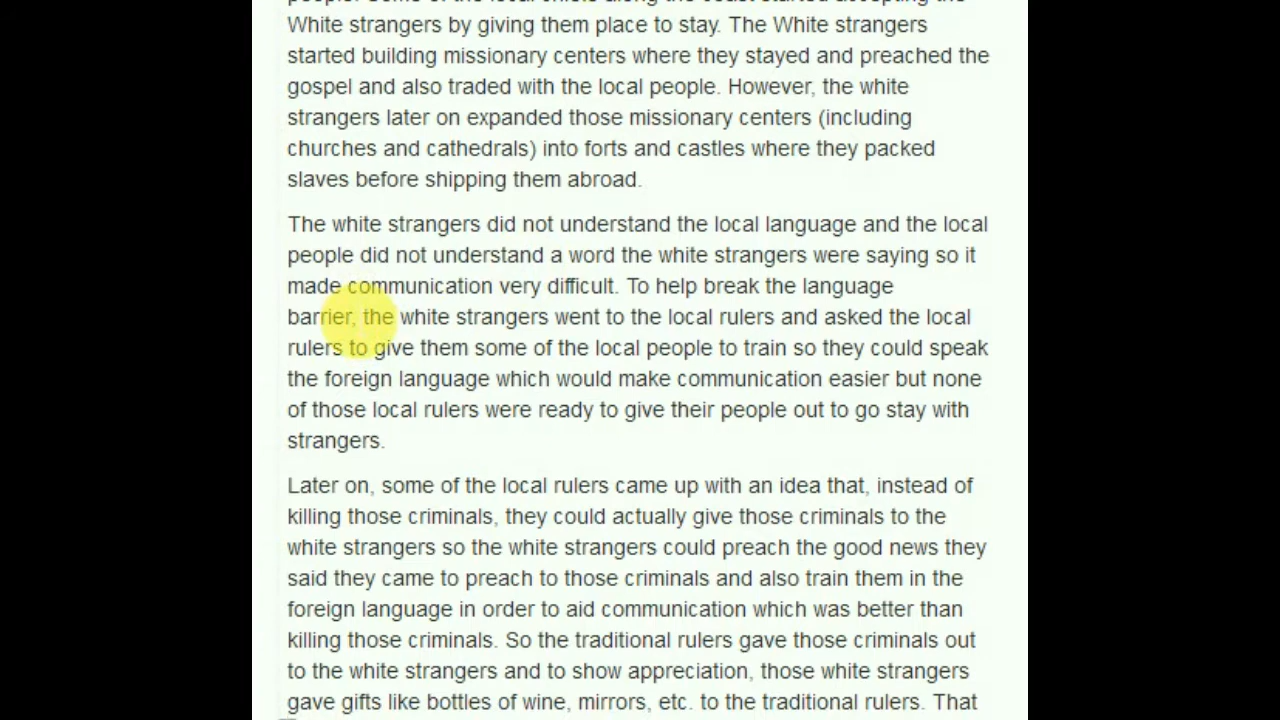 people. Some of the local chiefs along the coast started accepting the
White strangers by giving them place to stay. The White strangers
started building missionary centers where they stayed and preached the
gospel and also traded with the local people. However, the white
strangers later on expanded those missionary centers (including
churches and cathedrals) into forts and castles where they packed
slaves before shipping them abroad.
The white strangers did not understand the local language and the local
people did not understand a word the white strangers were saying so it
made communication very difficult. To help break the language
barrier, the white strangers went to the local rulers and asked the local
rulers to give them some of the local people to train so they could speak
the foreign language which would make communication easier but none
of those local rulers were ready to give their people out to go stay with
strangers.
Later on, some of the local rulers came up with an idea that, instead of
killing those criminals, they could actually give those criminals to the
white strangers so the white strangers could preach the good news they
said they came to preach to those criminals and also train them in the
foreign language in order to aid communication which was better than
killing those criminals. So the traditional rulers gave those criminals out
to the white strangers and to show appreciation, those white strangers
gave gifts like bottles of wine, mirrors, etc. to the traditional rulers. That